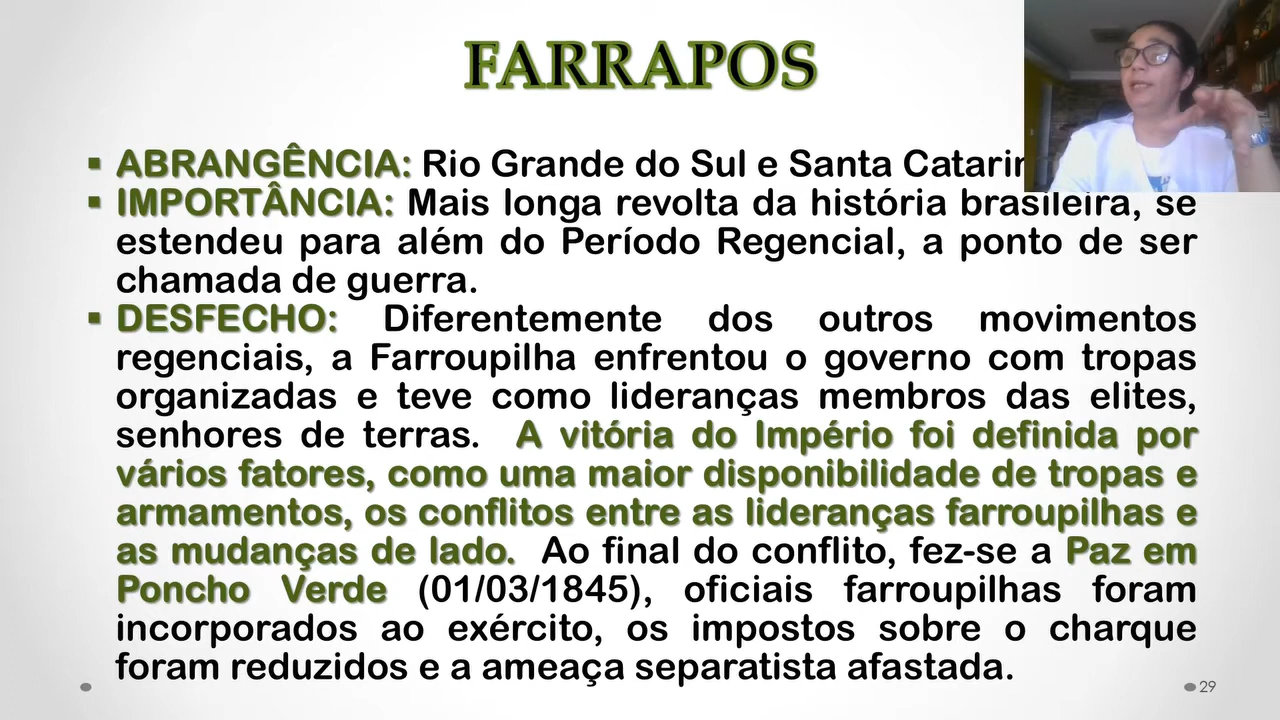 FARRAPOS
▪ ABRANGÊNCIA: Rio Grande do Sul e Santa
▪ IMPORTÂNCIA: Mais longa revolta da história brasileira, se
estendeu para além do Período Regencial, a ponto de ser
chamada de guerra.
▪ DESFECHO: Diferentemente dos outros movimentos
regenciais, a Farroupilha enfrentou o governo com tropas
organizadas e teve como lideranças membros das elites,
senhores de terras. A vitória do Império foi definida por
vários fatores, como uma maior disponibilidade de tropas e
armamentos, os conflitos entre as lideranças farroupilhas e
as mudanças de lado. Ao final do conflito, fez-se a Paz em
Poncho Verde (01/03/1845), oficiais farroupilhas foram
incorporados ao exército, os impostos sobre o charque
foram reduzidos e a ameaça separatista afastada.
29